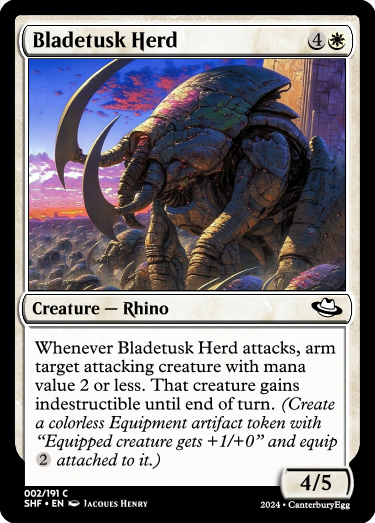 Bladetusk Herd 4
Creature — Rhino
Whenever Bladetusk Herd attacks, arm
target attacking creature with mana
value 2 or less. That creature gains
indestructible until end of turn. (Create
a colorless Equipment artifact token with
“Equipped creature gets +1/+0” and equip
2 attached to it.)
4/5
002/191 C
SHF • EN Jacques Henry
2024 • CanterburyEgg